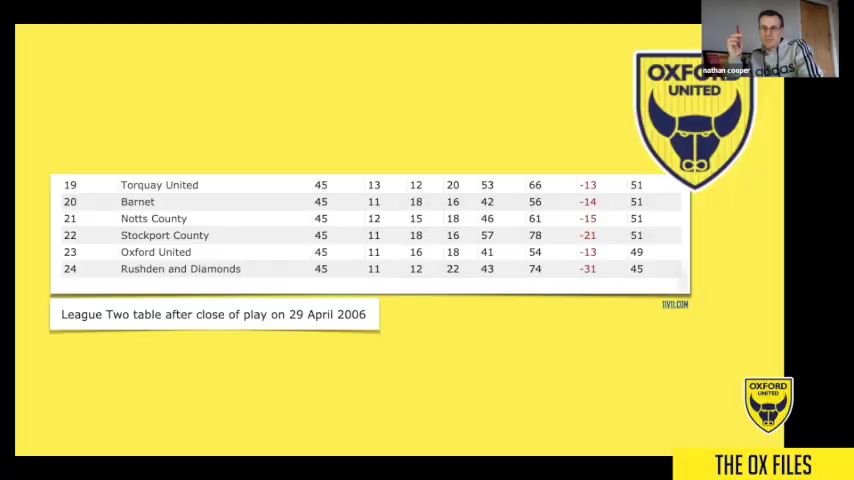 nathan cooper
adidas
OXFORD
UNITED
19 Torquay United 45 13 12 20 53 66 -13 51
20 Barnet 45 11 18 16 42 56 -14 51
21 Notts County 45 12 15 18 46 61 -15 51
22 Stockport County 45 11 18 16 57 78 -21 51
23 Oxford United 45 11 16 18 41 54 -13 49
24 Rushden and Diamonds 45 11 12 22 43 74 -31 45
11V11.COM
League Two table after close of play on 29 April 2006
OXFORD
UNITED
THE OX FILES